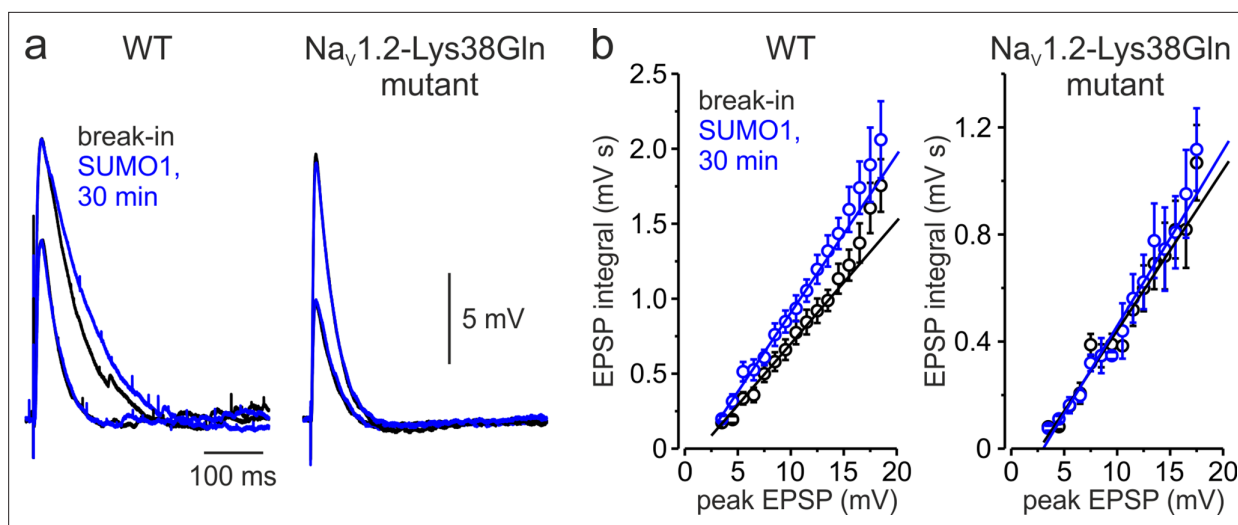 a
WT
Nav1.2-Lys38Gln
mutant
break-in
SUMO1,
30 min
5 mV
100 ms
b
WT
Nav1.2-Lys38Gln
mutant
break-in
SUMO1,
30 min
EPSP integral (mV s)
2.5
2.0
1.5
1.0
0.5
0
0 5 10 15 20
peak EPSP (mV)
EPSP integral (mV s)
1.2
0.8
0.4
0
0 5 10 15 20
peak EPSP (mV)